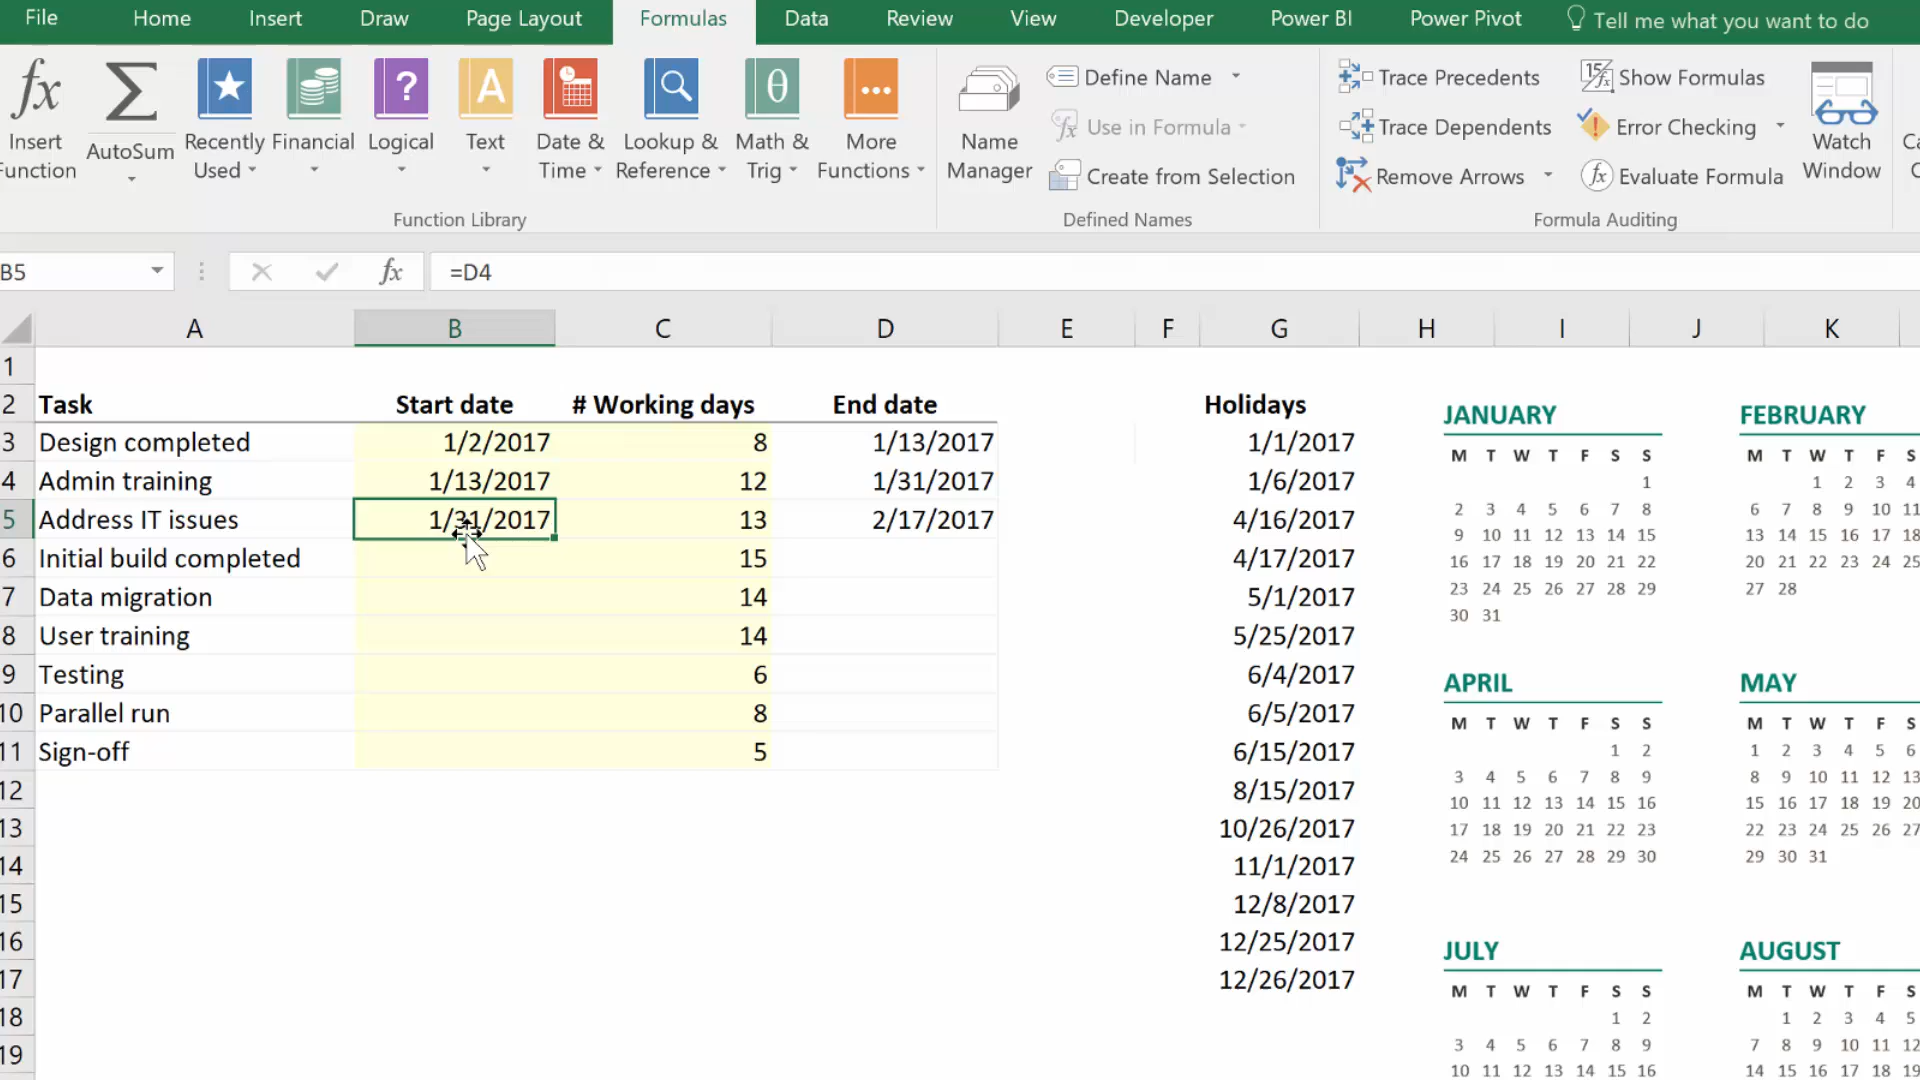 File Home Insert Draw Page Layout Formulas Data Review View Developer Power BI Power Pivot Tell me what you want to do
fx Insert Function
AutoSum
Recently Used
Financial
Logical
Text
Date & Time
Lookup & Reference
Math & Trig
More Functions
Function Library
Name Manager
Define Name
Use in Formula
Create from Selection
Defined Names
Trace Precedents
Trace Dependents
Remove Arrows
Show Formulas
Error Checking
Evaluate Formula
Formula Auditing
Watch Window
B5 fx =D4
A B C D E F G H I J K
1
2 Task Start date # Working days End date Holidays
3 Design completed 1/2/2017 8 1/13/2017 1/1/2017
4 Admin training 1/13/2017 12 1/31/2017 1/6/2017
5 Address IT issues 1/31/2017 13 2/17/2017 4/16/2017
6 Initial build completed 15 4/17/2017
7 Data migration 14 5/1/2017
8 User training 14 5/25/2017
9 Testing 6 6/4/2017
10 Parallel run 8 6/5/2017
11 Sign-off 5 6/15/2017
12 8/15/2017
13 10/26/2017
14 11/1/2017
15 12/8/2017
16 12/25/2017
17 12/26/2017
18
19
JANUARY
M T W T F S S
1
2 3 4 5 6 7 8
9 10 11 12 13 14 15
16 17 18 19 20 21 22
23 24 25 26 27 28 29
30 31
FEBRUARY
M T W T F S
1 2 3 4
6 7 8 9 10 11
13 14 15 16 17 18
20 21 22 23 24 25
27 28
APRIL
M T W T F S S
1 2
3 4 5 6 7 8 9
10 11 12 13 14 15 16
17 18 19 20 21 22 23
24 25 26 27 28 29 30
MAY
M T W T F S
1 2 3 4 5 6
8 9 10 11 12 13
15 16 17 18 19 20
22 23 24 25 26 27
29 30 31
JULY
M T W T F S S
1 2
3 4 5 6 7 8 9
10 11 12 13 14 15 16
AUGUST
M T W T F S
1 2 3 4 5
7 8 9 10 11 12
14 15 16 17 18 19